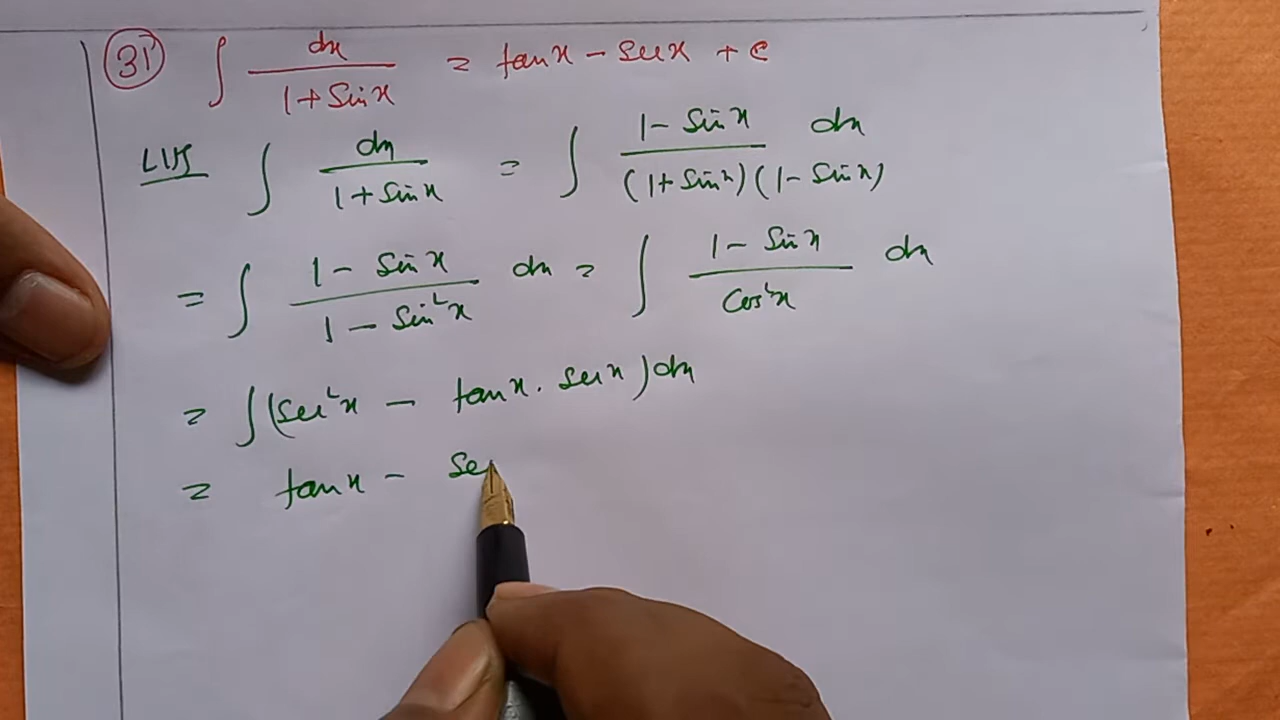 31 ∫ dx / (1 + Sin x) = tan x - sec x + c
LHS ∫ dx / (1 + Sin x) = ∫ (1 - Sin x) / ((1 + Sin x)(1 - Sin x)) dx
= ∫ (1 - Sin x) / (1 - Sin²x) dx = ∫ (1 - Sin x) / (Cos²x) dx
= ∫ (Sec²x - tan x . Sec x) dx
= tan x - Se